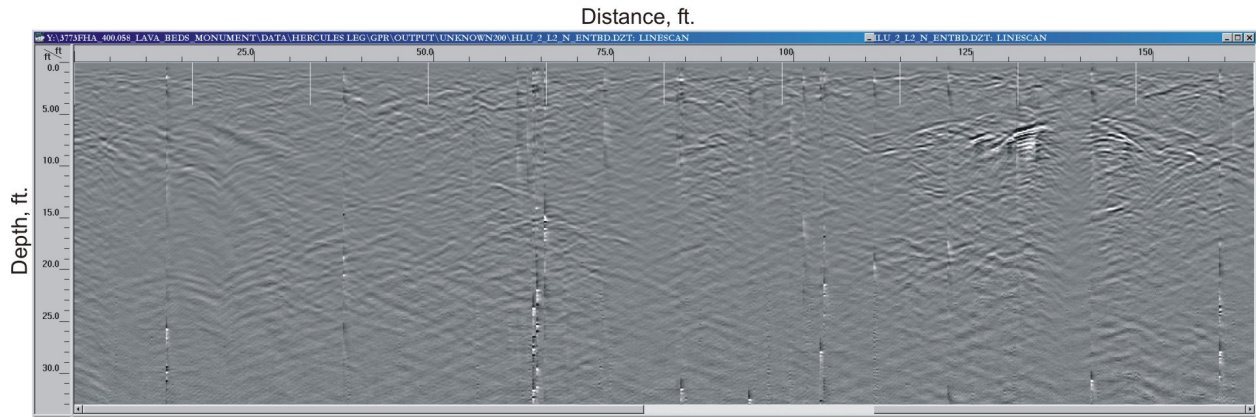 Distance, ft.
Y:\3773FHA_400.058_LAVA_BEDS_MONUMENT\DATA\HERCULES LEG\GPR\OUTPUT\UNKNOWN200\HLU_2_L2_N_ENTBD.DZT: LINESCAN
HLU_2_L2_N_ENTBD.DZT: LINESCAN
ft ft 25.0 50.0 75.0 100 125 150
0.0
5.00
10.0
15.0
20.0
25.0
30.0
Depth, ft.